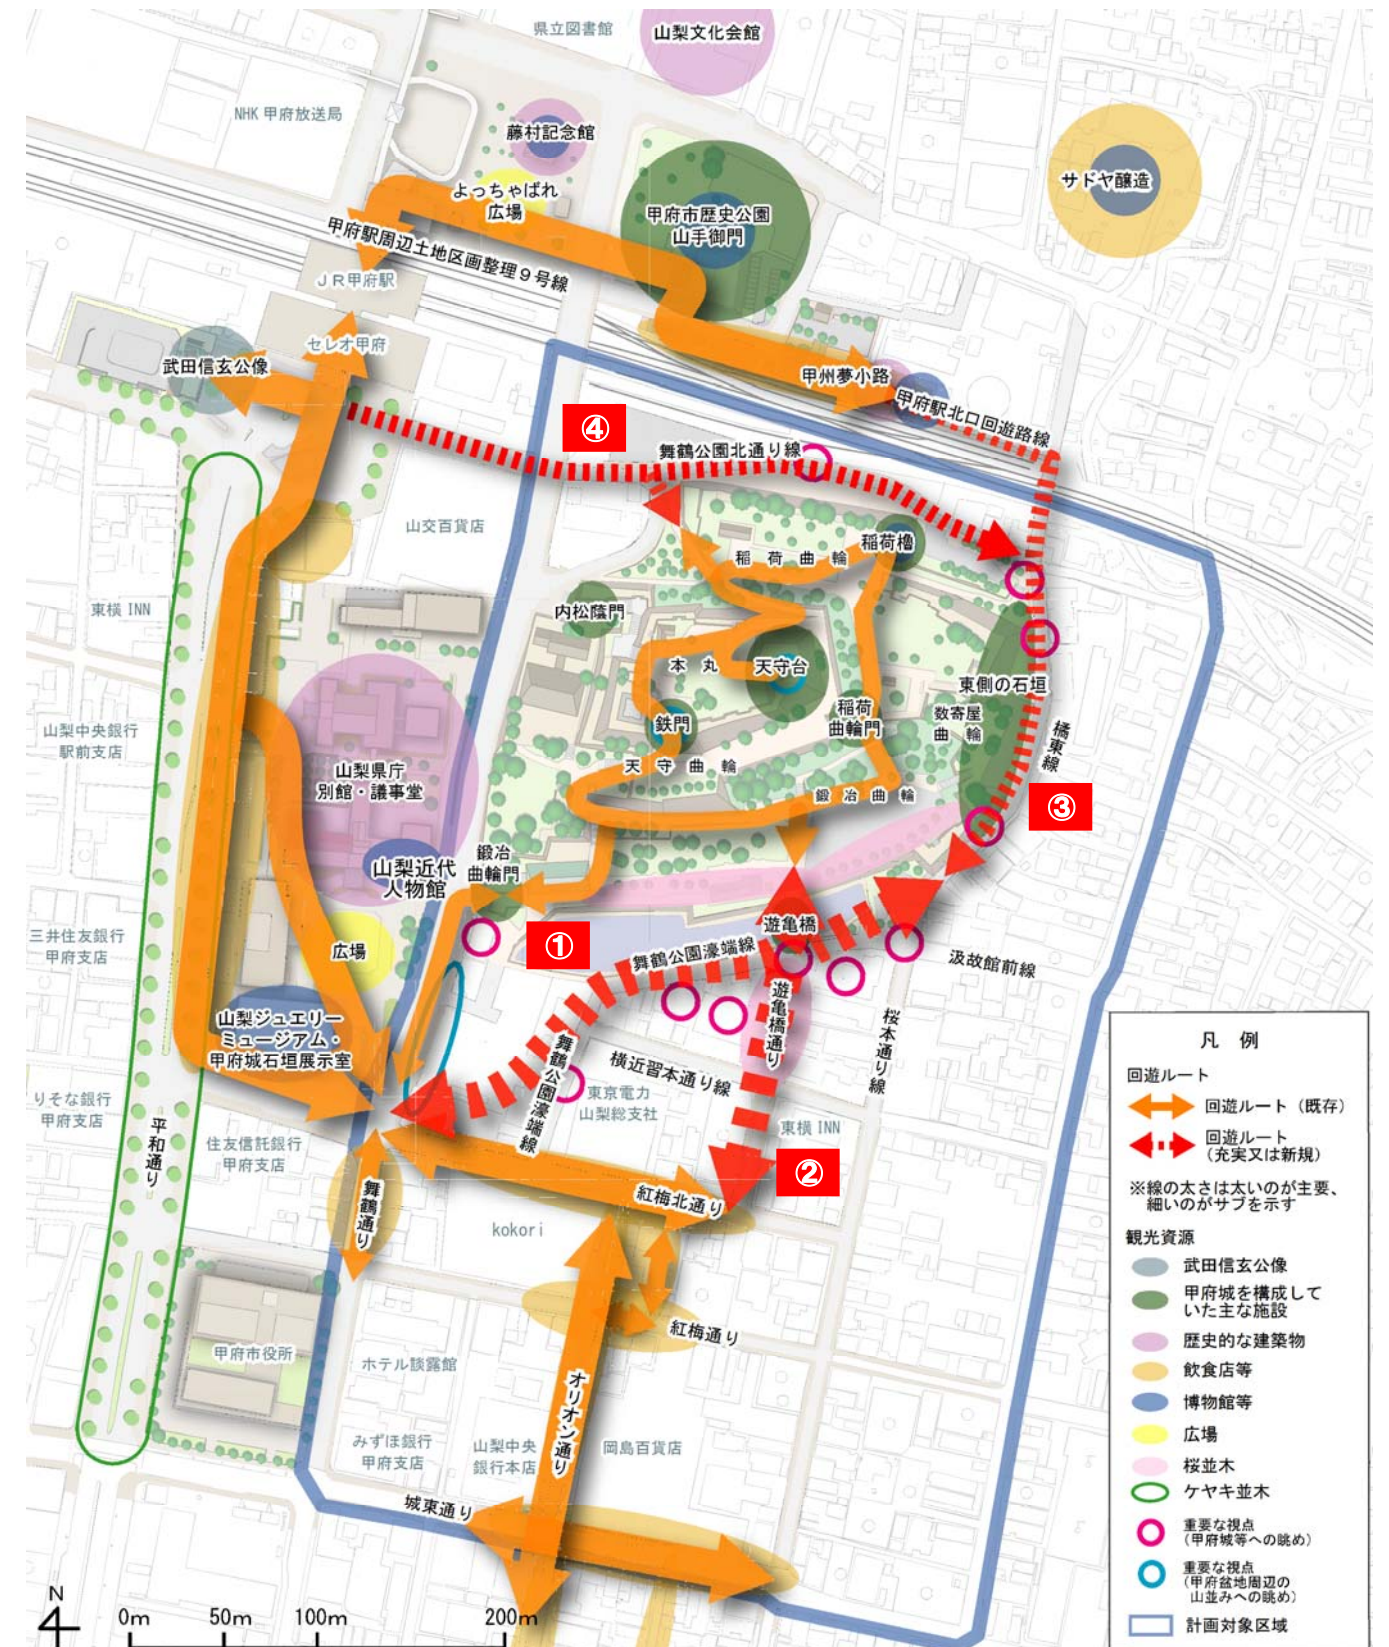 県立図書館
山梨文化会館
NHK 甲府放送局
藤村記念館
サドヤ醸造
よっちゃばれ
広場
甲府市歴史公園
山手御門
甲府駅周辺土地区画整理９号線
ＪＲ甲府駅
セレオ甲府
武田信玄公像
甲州夢小路
甲府駅北口回遊路線
④
舞鶴公園北通り線
山交百貨店
稲荷櫓
稲荷曲輪
東横 INN
内松陰門
本丸
天守台
東側の石垣
稲荷
曲輪門
数寄屋
曲輪
鉄門
橘東線
山梨中央銀行
駅前支店
天守曲輪
山梨県庁
別館・議事堂
鍛冶曲輪
③
鍛冶
曲輪門
山梨近代
人物館
遊亀橋
①
三井住友銀行
甲府支店
広場
舞鶴公園濠端線
汲故館前線
遊亀橋通り
桜本通り線
山梨ジュエリー
ミュージアム・
甲府城石垣展示室
舞鶴公園濠端線
横近習本通り線
東京電力
山梨総支社
りそな銀行
甲府支店
平和通り
住友信託銀行
甲府支店
東横 INN
②
舞鶴通り
紅梅北通り
kokori
紅梅通り
甲府市役所
ホテル談露館
オリオン通り
みずほ銀行
甲府支店
山梨中央
銀行本店
岡島百貨店
城東通り
N
0m
50m
100m
200m
凡 例
回遊ルート
回遊ルート（既存）
回遊ルート
（充実又は新規）
※線の太さは太いのが主要、
細いのがサブを示す
観光資源
武田信玄公像
甲府城を構成して
いた主な施設
歴史的な建築物
飲食店等
博物館等
広場
桜並木
ケヤキ並木
重要な視点
（甲府城等への眺め）
重要な視点
（甲府盆地周辺の
山並みへの眺め）
計画対象区域